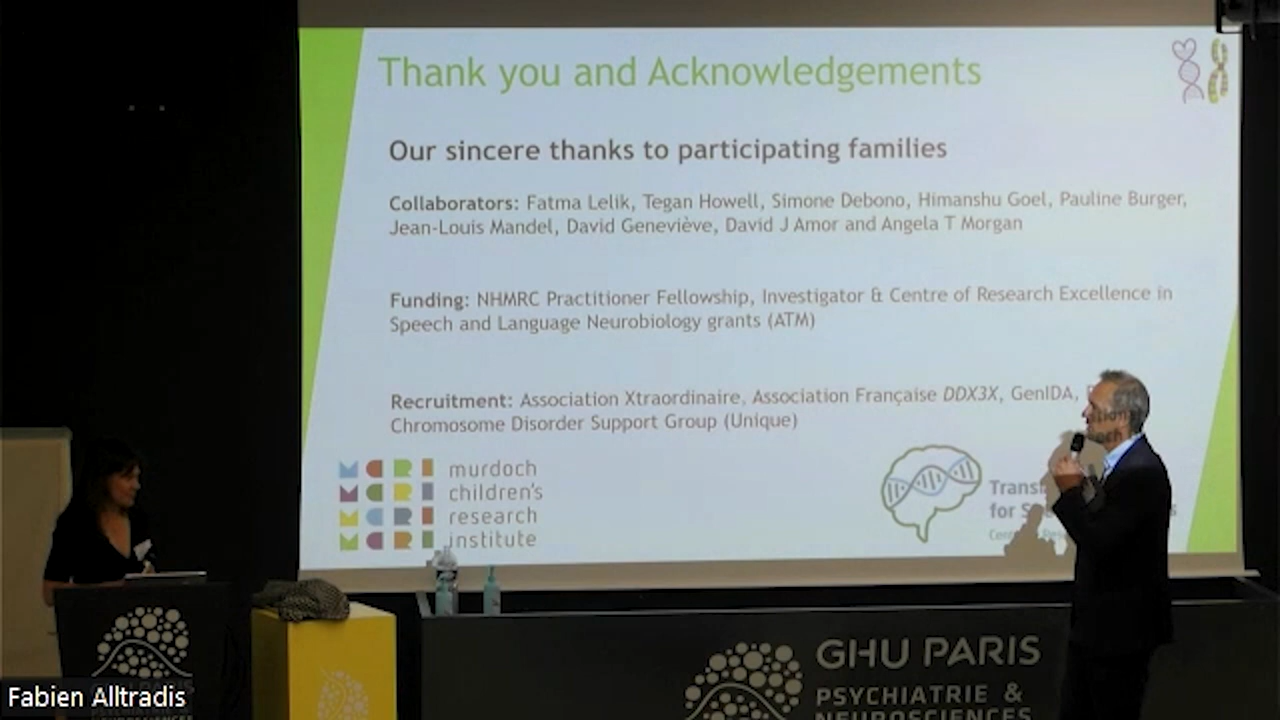 Thank you and Acknowledgements
Our sincere thanks to participating families
Collaborators: Fatma Lelik, Tegan Howell, Simone Debono, Himanshu Goel, Pauline Burger,
Jean-Louis Mandel, David Geneviève, David J Amor and Angela T Morgan
Funding: NHMRC Practitioner Fellowship, Investigator & Centre of Research Excellence in
Speech and Language Neurobiology grants (ATM)
Recruitment: Association Xtraordinaire, Association Française DDX3X, GenIDA,
Chromosome Disorder Support Group (Unique)
MCRI
murdoch
children's
research
institute
for
GHU PARIS
PSYCHIATRIE &
NEUROSCIENCES
Fabien Alltradis